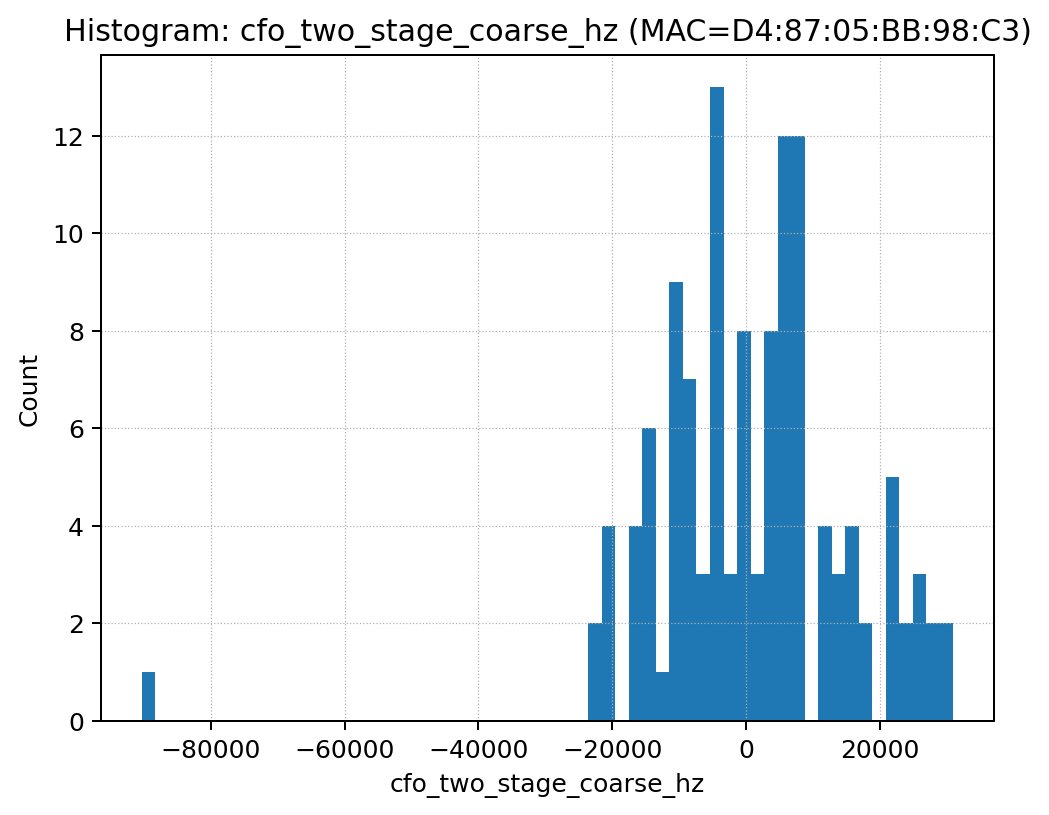 Histogram: cfo_two_stage_coarse_hz (MAC=D4:87:05:BB:98:C3)
Count
12
10
8
6
4
2
0
−80000 −60000 −40000 −20000 0 20000
cfo_two_stage_coarse_hz